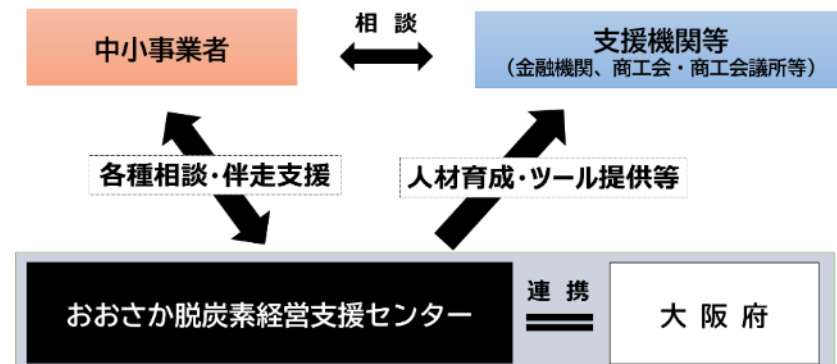 相談
中小事業者
支援機関等
（金融機関、商工会・商工会議所等）
各種相談･伴走支援
人材育成･ツール提供等
おおさか脱炭素経営支援センター
連携
大阪府